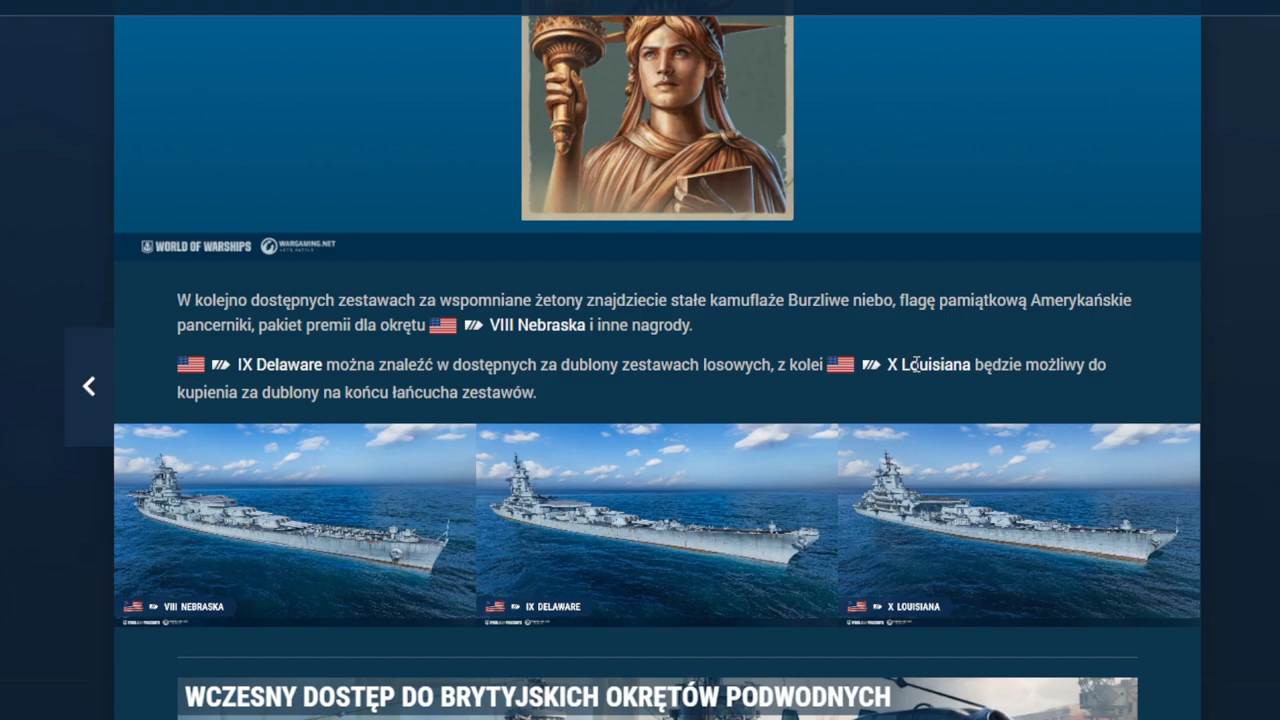 WORLD OF WARSHIPS WARGAMING.NET
W kolejno dostępnych zestawach za wspomniane żetony znajdziecie stałe kamuflaże Burzliwe niebo, flagę pamiątkową Amerykańskie
pancerniki, pakiet premii dla okrętu VIII Nebraska i inne nagrody.
IX Delaware można znaleźć w dostępnych za dublony zestawach losowych, z kolei X Louisiana będzie możliwy do
kupienia za dublony na końcu łańcucha zestawów.
VIII NEBRASKA IX DELAWARE X LOUISIANA
WCZESNY DOSTĘP DO BRYTYJSKICH OKRĘTÓW PODWODNYCH